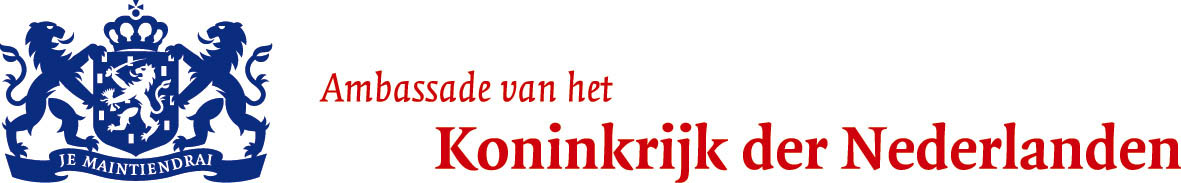 JE MAINTIENDRAI
Ambassade van het
Koninkrijk der Nederlanden